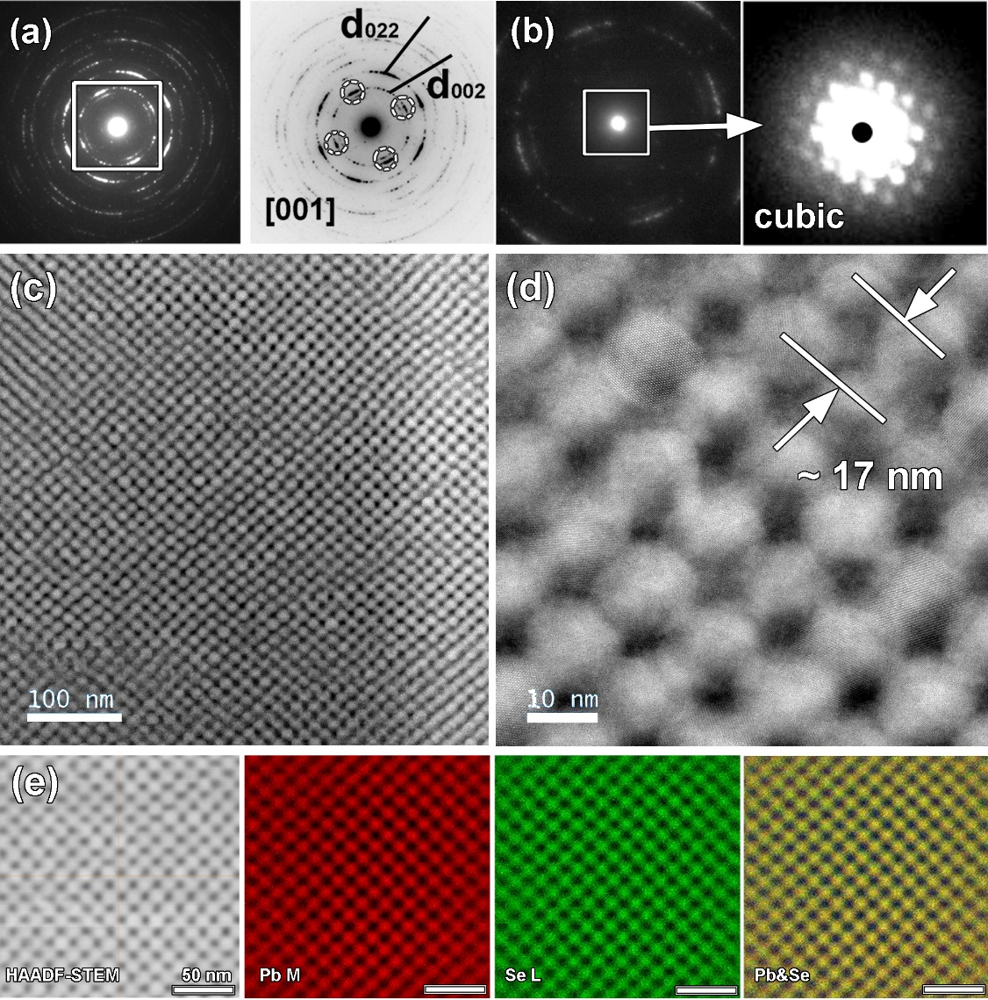 (a)
d022
d002
[001]
(b)
cubic
(c)
100 nm
(d)
~ 17 nm
10 nm
(e)
HAADF-STEM
50 nm
Pb M
Se L
Pb&Se